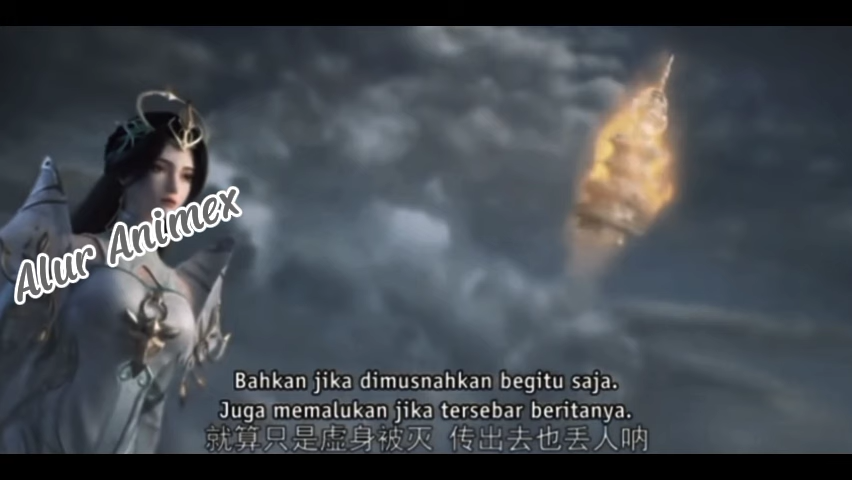 Alur Animex
Bahkan jika dimusnahkan begitu saja.
Juga memalukan jika tersebar beritanya.
就算只是虚身被灭 传出去也丢人呐